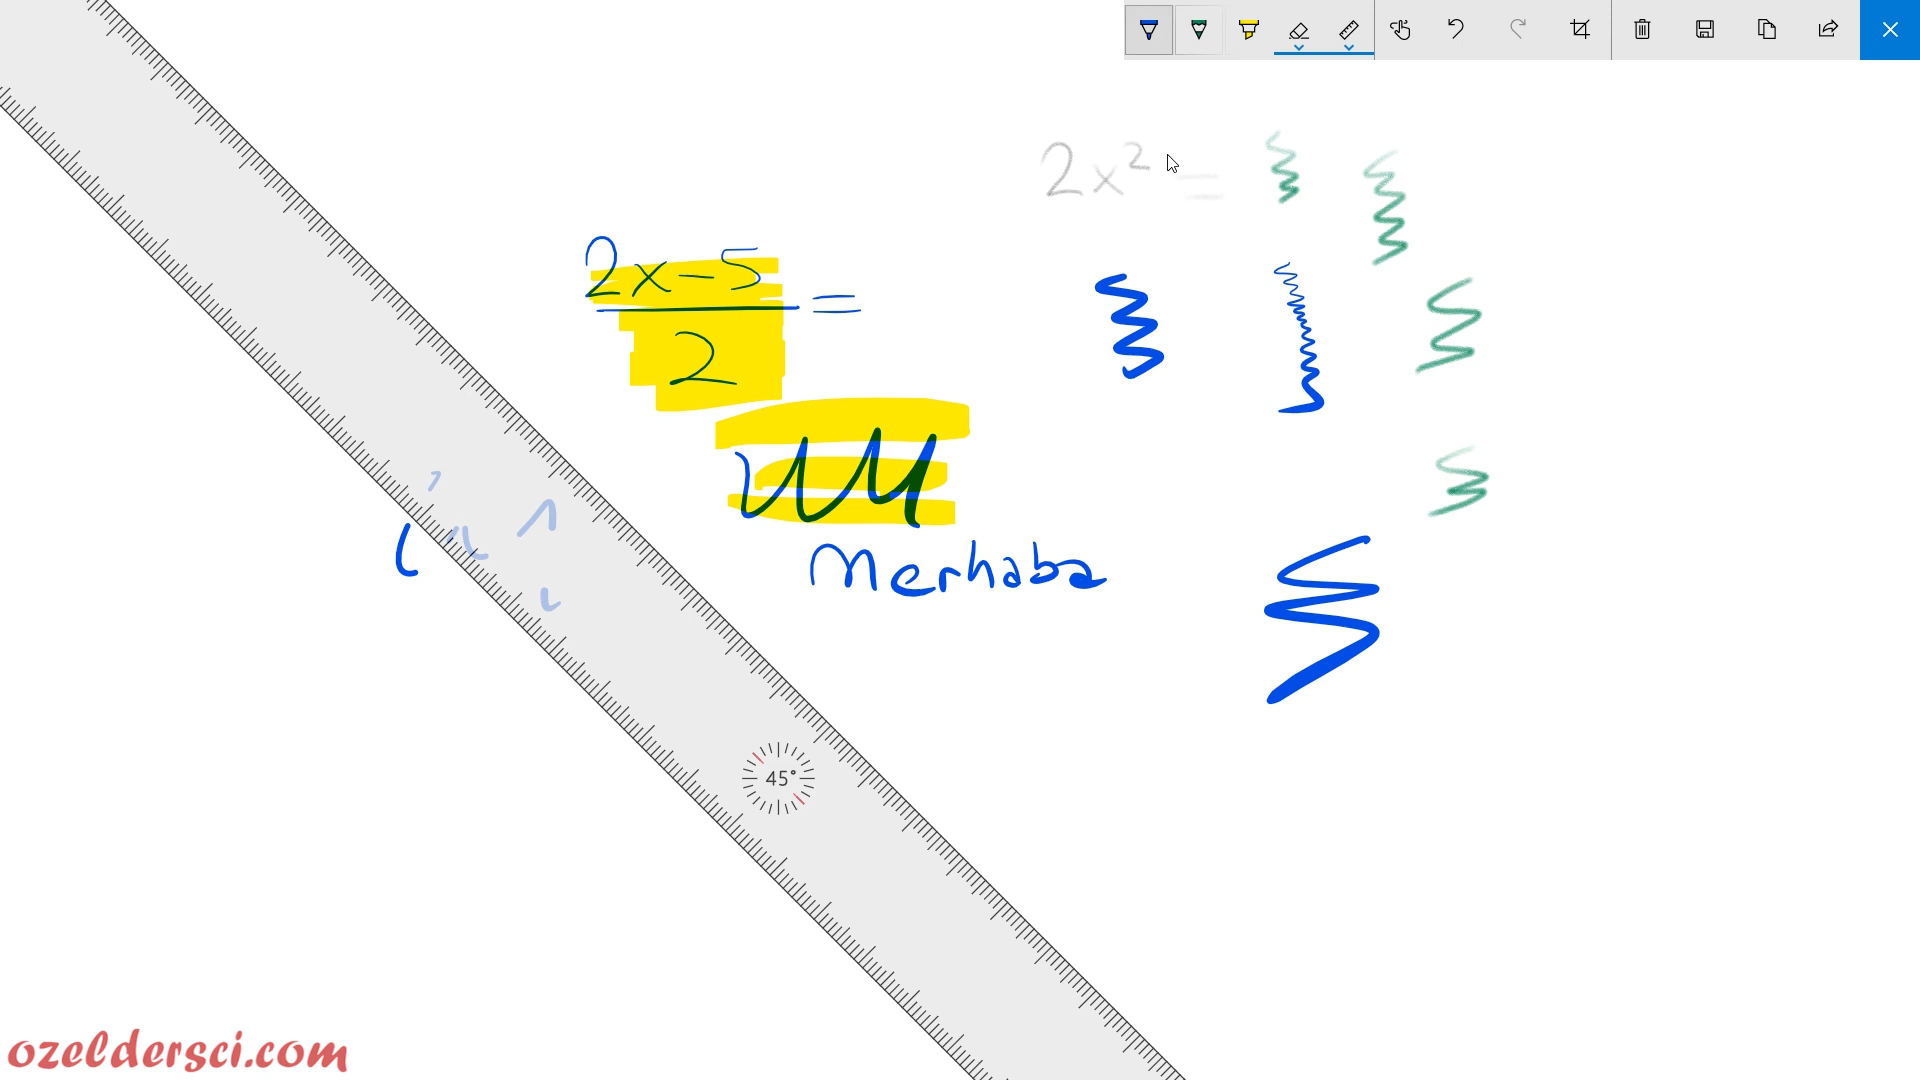 2x² =
2x-5
2
=
Merhaba
45°
ozeldersci.com